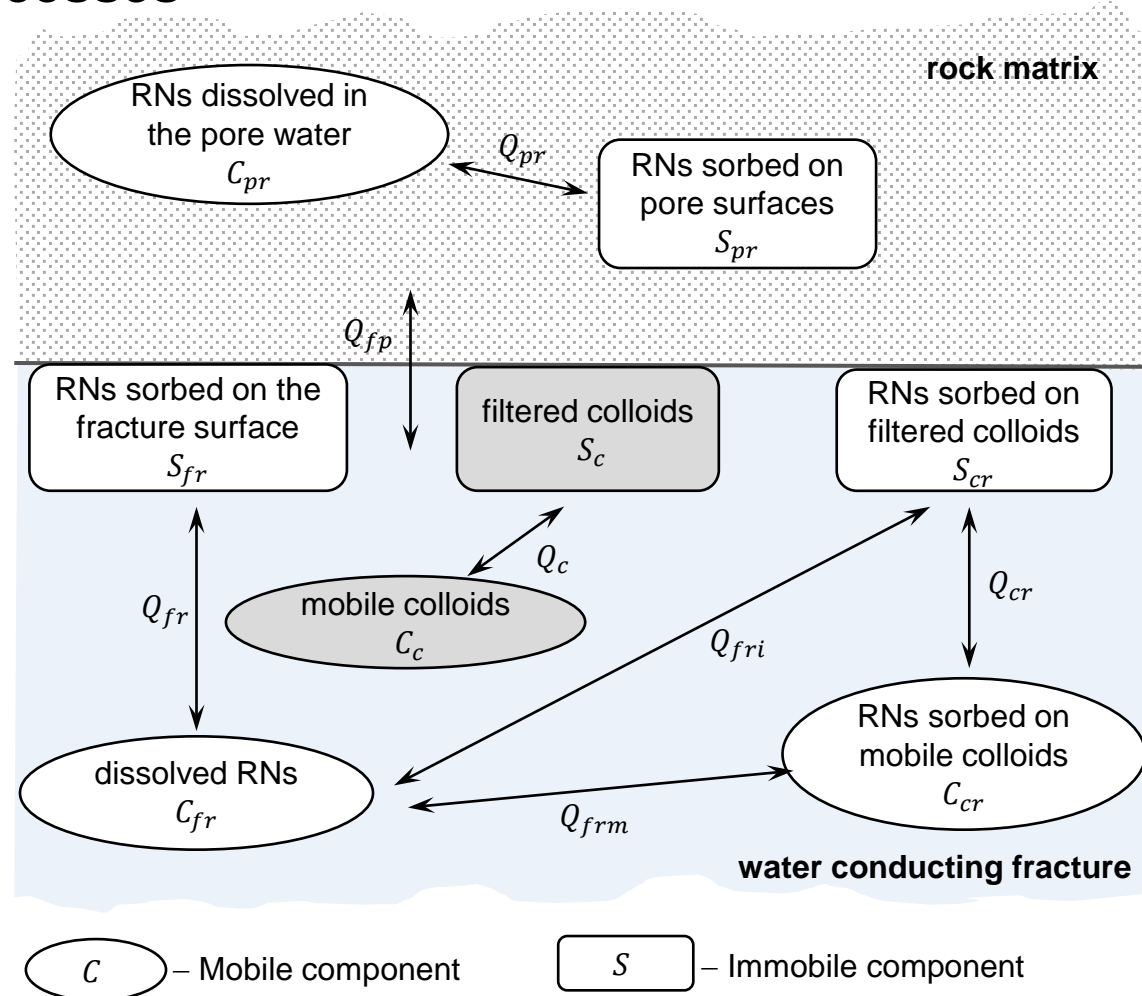 rock matrix
RNs dissolved in
the pore water
C_pr
Q_pr
RNs sorbed on
pore surfaces
S_pr
Q_fp
RNs sorbed on the
fracture surface
S_fr
filtered colloids
S_c
RNs sorbed on
filtered colloids
S_cr
Q_c
Q_fr
mobile colloids
C_c
Q_fri
Q_cr
dissolved RNs
C_fr
Q_frm
RNs sorbed on
mobile colloids
C_cr
water conducting fracture
C – Mobile component
S – Immobile component